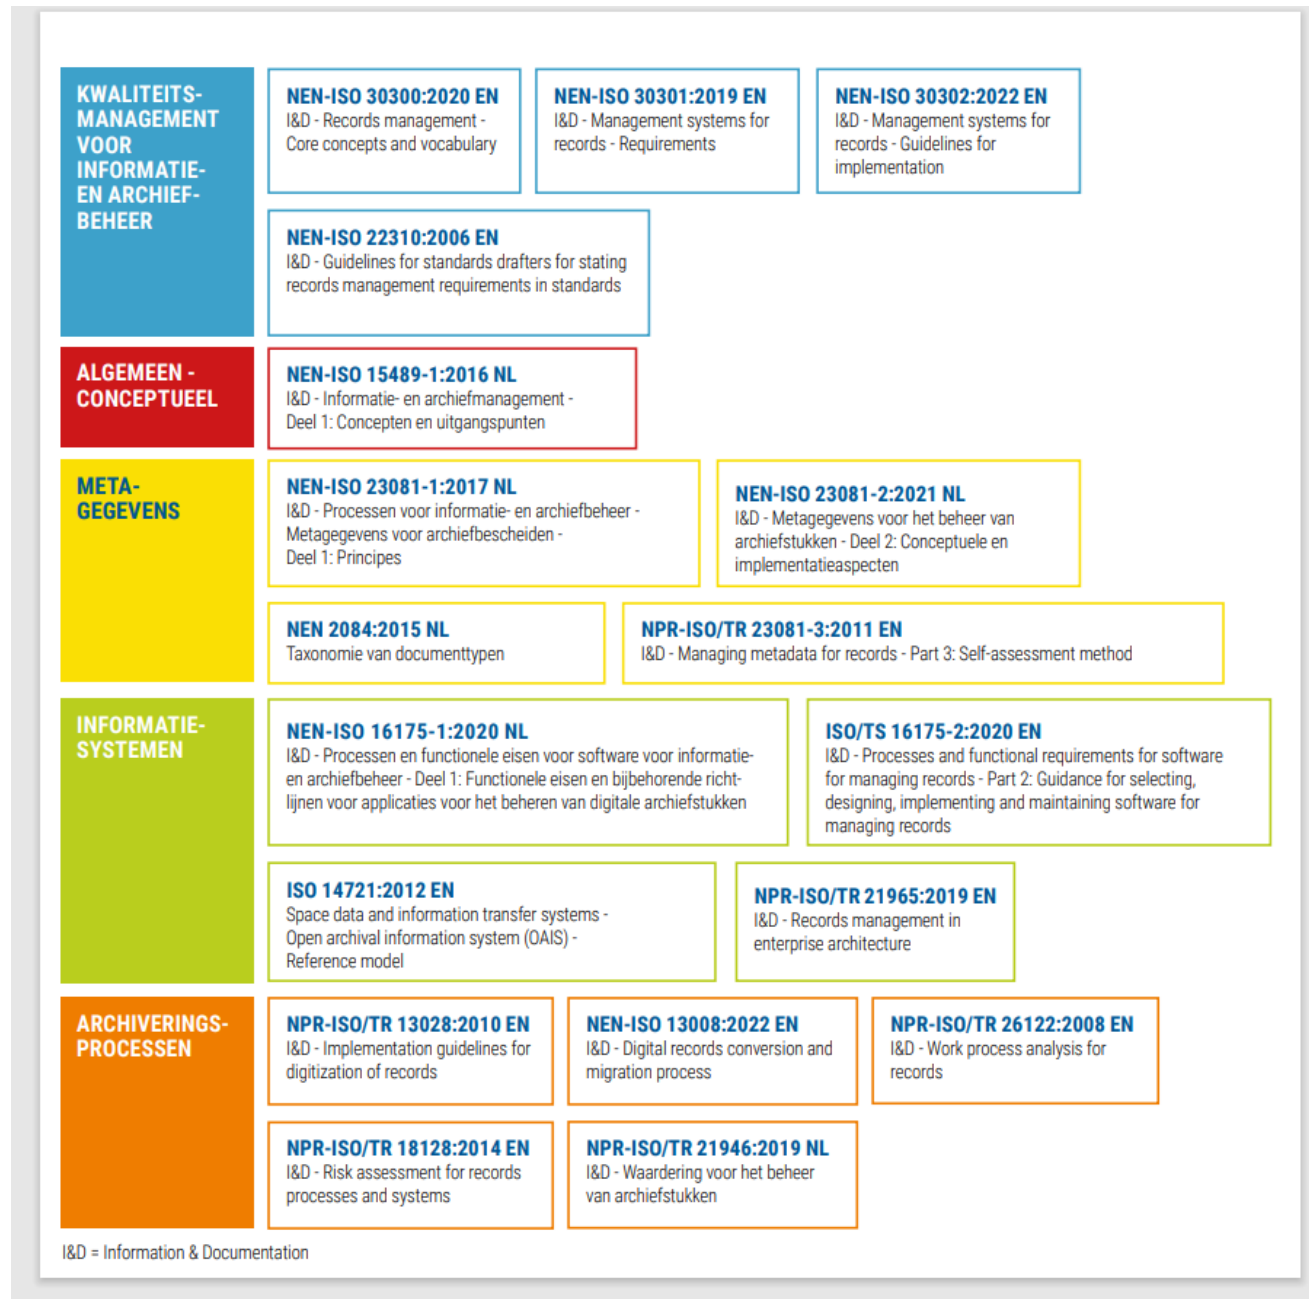 KWALITEITS-
MANAGEMENT
VOOR
INFORMATIE-
EN ARCHIEF-
BEHEER
NEN-ISO 30300:2020 EN
I&D - Records management -
Core concepts and vocabulary
NEN-ISO 30301:2019 EN
I&D - Management systems for
records - Requirements
NEN-ISO 30302:2022 EN
I&D - Management systems for
records - Guidelines for
implementation
NEN-ISO 22310:2006 EN
I&D - Guidelines for standards drafters for stating
records management requirements in standards
ALGEMEEN -
CONCEPTUEEL
NEN-ISO 15489-1:2016 NL
I&D - Informatie- en archiefmanagement -
Deel 1: Concepten en uitgangspunten
META-
GEGEVENS
NEN-ISO 23081-1:2017 NL
I&D - Processen voor informatie- en archiefbeheer -
Metagegevens voor archiefbescheiden -
Deel 1: Principes
NEN-ISO 23081-2:2021 NL
I&D - Metagegevens voor het beheer van
archiefstukken - Deel 2: Conceptuele en
implementatieaspecten
NEN 2084:2015 NL
Taxonomie van documenttypen
NPR-ISO/TR 23081-3:2011 EN
I&D - Managing metadata for records - Part 3: Self-assessment method
INFORMATIE-
SYSTEMEN
NEN-ISO 16175-1:2020 NL
I&D - Processen en functionele eisen voor software voor informatie-
en archiefbeheer - Deel 1: Functionele eisen en bijbehorende richt-
lijnen voor applicaties voor het beheren van digitale archiefstukken
ISO/TS 16175-2:2020 EN
I&D - Processes and functional requirements for software
for managing records - Part 2: Guidance for selecting,
designing, implementing and maintaining software for
managing records
ISO 14721:2012 EN
Space data and information transfer systems -
Open archival information system (OAIS) -
Reference model
NPR-ISO/TR 21965:2019 EN
I&D - Records management in
enterprise architecture
ARCHIVERINGS-
PROCESSEN
NPR-ISO/TR 13028:2010 EN
I&D - Implementation guidelines for
digitization of records
NEN-ISO 13008:2022 EN
I&D - Digital records conversion and
migration process
NPR-ISO/TR 26122:2008 EN
I&D - Work process analysis for
records
NPR-ISO/TR 18128:2014 EN
I&D - Risk assessment for records
processes and systems
NPR-ISO/TR 21946:2019 NL
I&D - Waardering voor het beheer
van archiefstukken
I&D = Information & Documentation